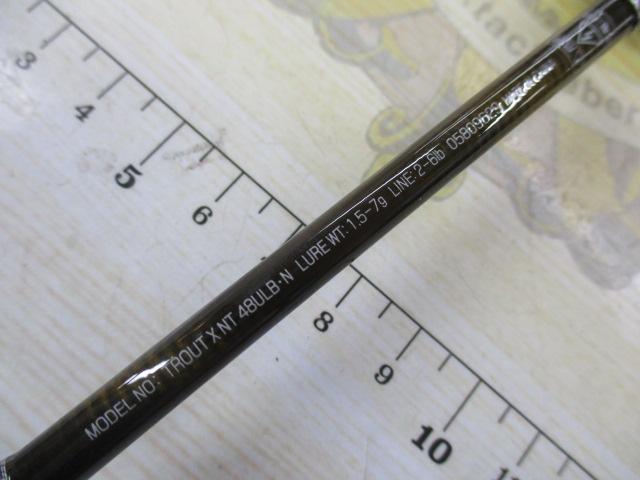 MODEL NO: TROUT X NT 48ULB·N LURE WT: 1.5-7g LINE: 2-6lb 05809629
3 4 5 6 8 9 10